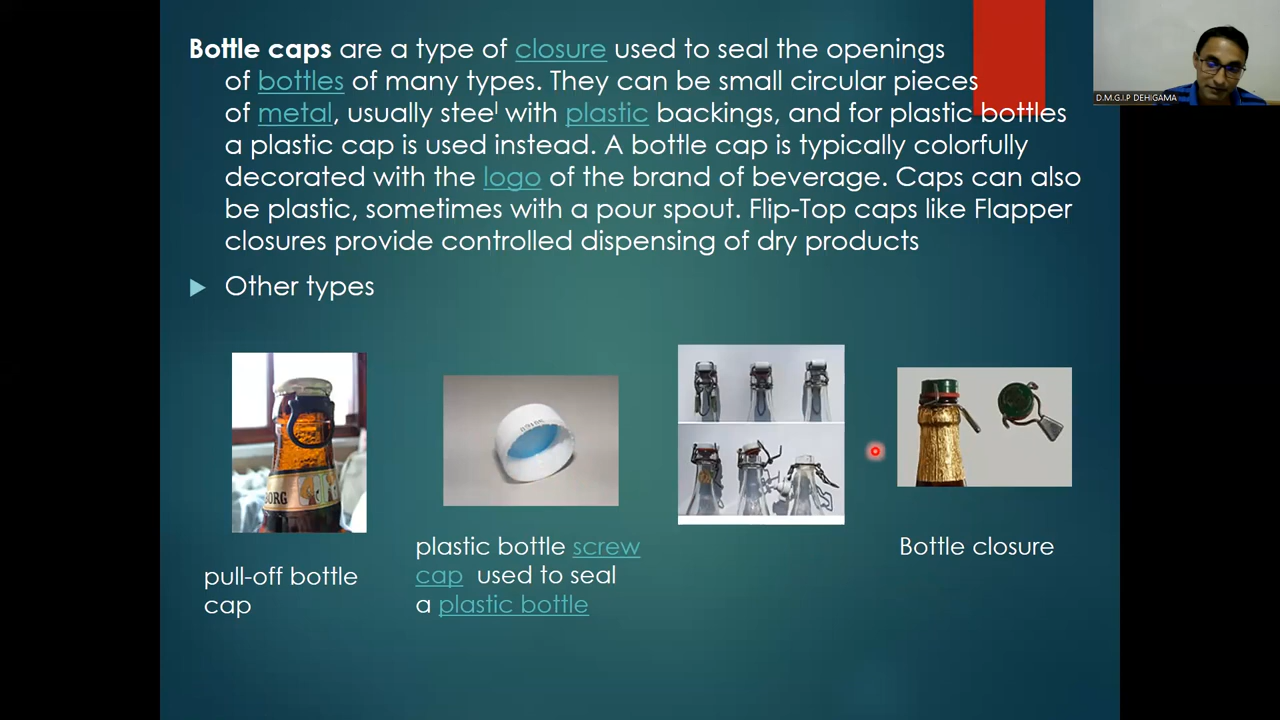 Bottle caps are a type of closure used to seal the openings
of bottles of many types. They can be small circular pieces
of metal, usually steel with plastic backings, and for plastic bottles
a plastic cap is used instead. A bottle cap is typically colorfully
decorated with the logo of the brand of beverage. Caps can also
be plastic, sometimes with a pour spout. Flip-Top caps like Flapper
closures provide controlled dispensing of dry products
Other types
D.M.G.I.P DEHIGAMA
BORG
pull-off bottle
cap
plastic bottle screw
cap used to seal
a plastic bottle
Bottle closure